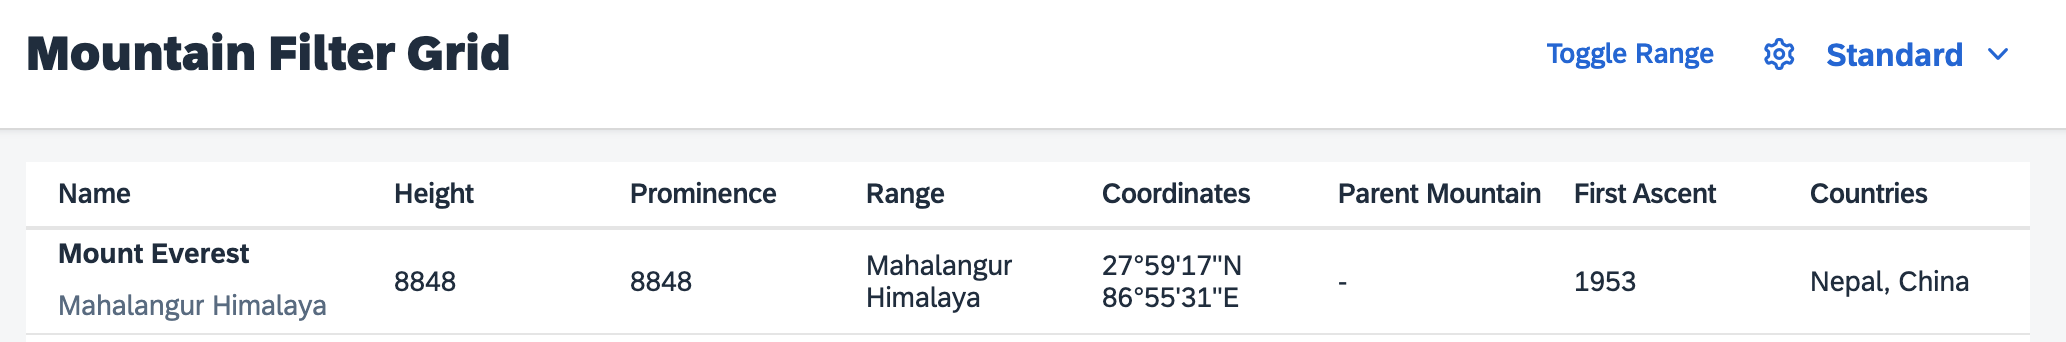 Mountain Filter Grid
Toggle Range
Standard
Name Height Prominence Range Coordinates Parent Mountain First Ascent Countries
Mount Everest
Mahalangur Himalaya
8848
8848
Mahalangur
Himalaya
27°59'17"N
86°55'31"E
-
1953
Nepal, China